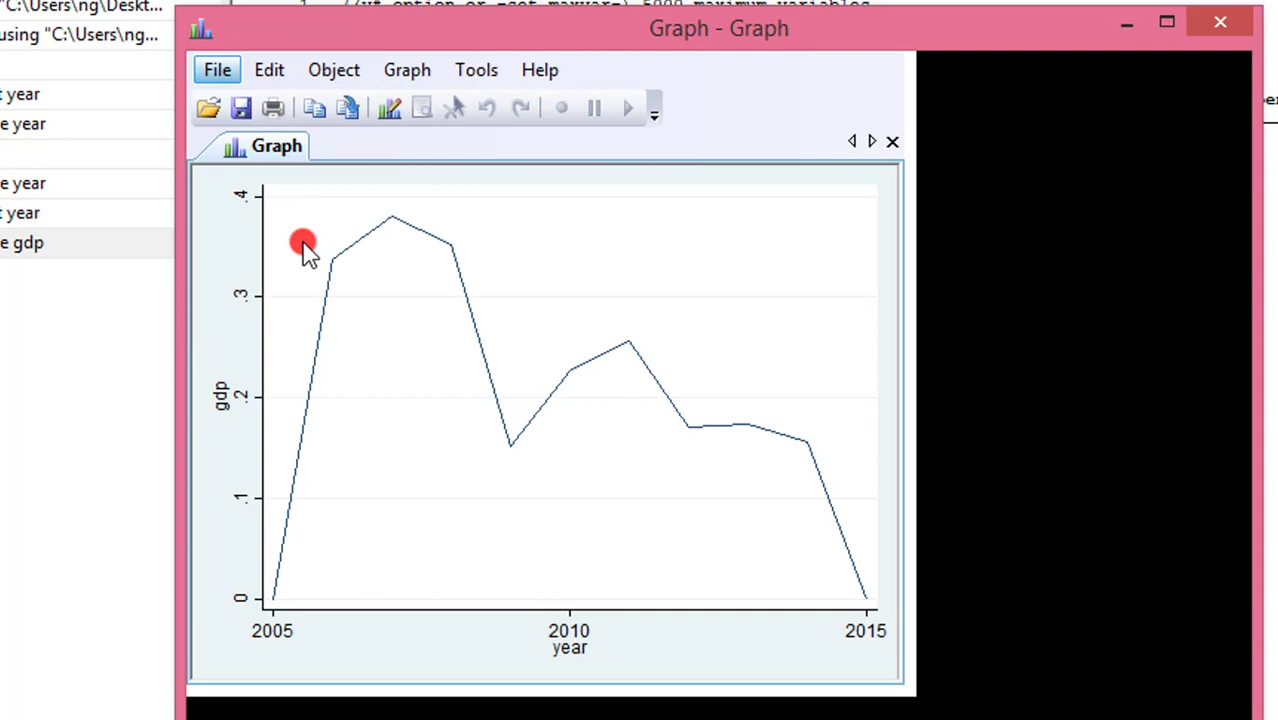 "C:\Users\ng\Deskt...
using "C:\Users\ng...
t year
e year
e year
t year
e gdp
Graph - Graph
File Edit Object Graph Tools Help
Graph
.4
.3
.2
.1
0
gdp
2005 2010 2015
year